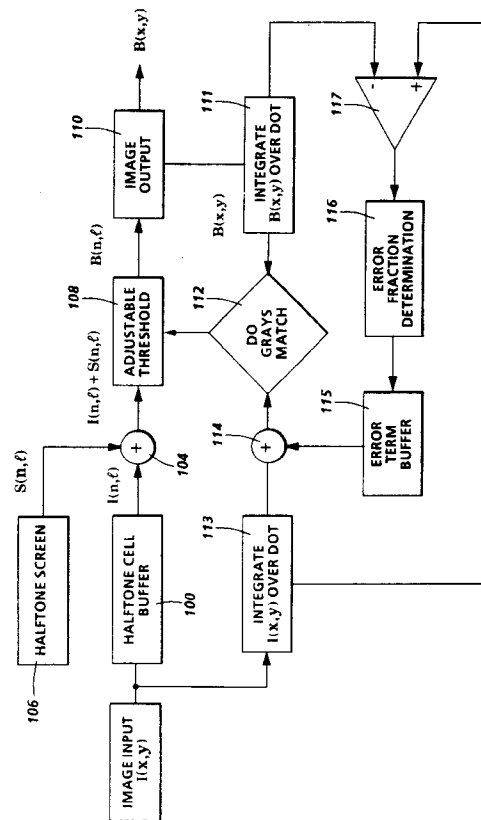 106
HALFTONE SCREEN
S(n,ℓ)
IMAGE INPUT
I(x,y)
HALFTONE CELL
BUFFER
100
I(n,ℓ)
+
104
I(n,ℓ) + S(n,ℓ)
108
ADJUSTABLE
THRESHOLD
B(n,ℓ)
110
IMAGE
OUTPUT
B(x,y)
113
INTEGRATE
I(x,y) OVER DOT
114
+
112
DO
GRAYS
MATCH
B(x,y)
111
INTEGRATE
B(x,y) OVER DOT
115
ERROR
TERM
BUFFER
116
ERROR
FRACTION
DETERMINATION
117
-
+